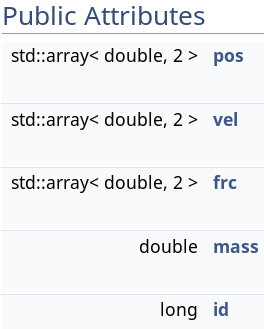 Public Attributes
std::array< double, 2 > pos
std::array< double, 2 > vel
std::array< double, 2 > frc
double mass
long id